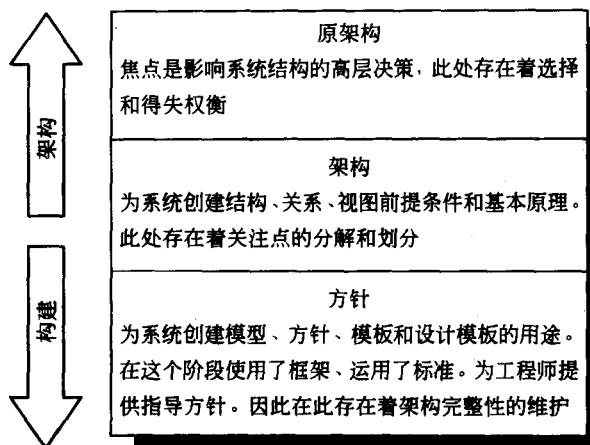 架构
构建
原架构
焦点是影响系统结构的高层决策，此处存在着选择
和得失权衡
架构
为系统创建结构、关系、视图前提条件和基本原理。
此处存在着关注点的分解和划分
方针
为系统创建模型、方针、模板和设计模板的用途。
在这个阶段使用了框架、运用了标准。为工程师提
供指导方针。因此在此存在着架构完整性的维护